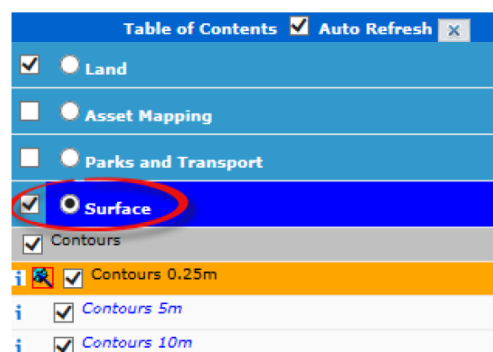 Table of Contents Auto Refresh x
Land
Asset Mapping
Parks and Transport
Surface
Contours
i Contours 0.25m
i Contours 5m
i Contours 10m